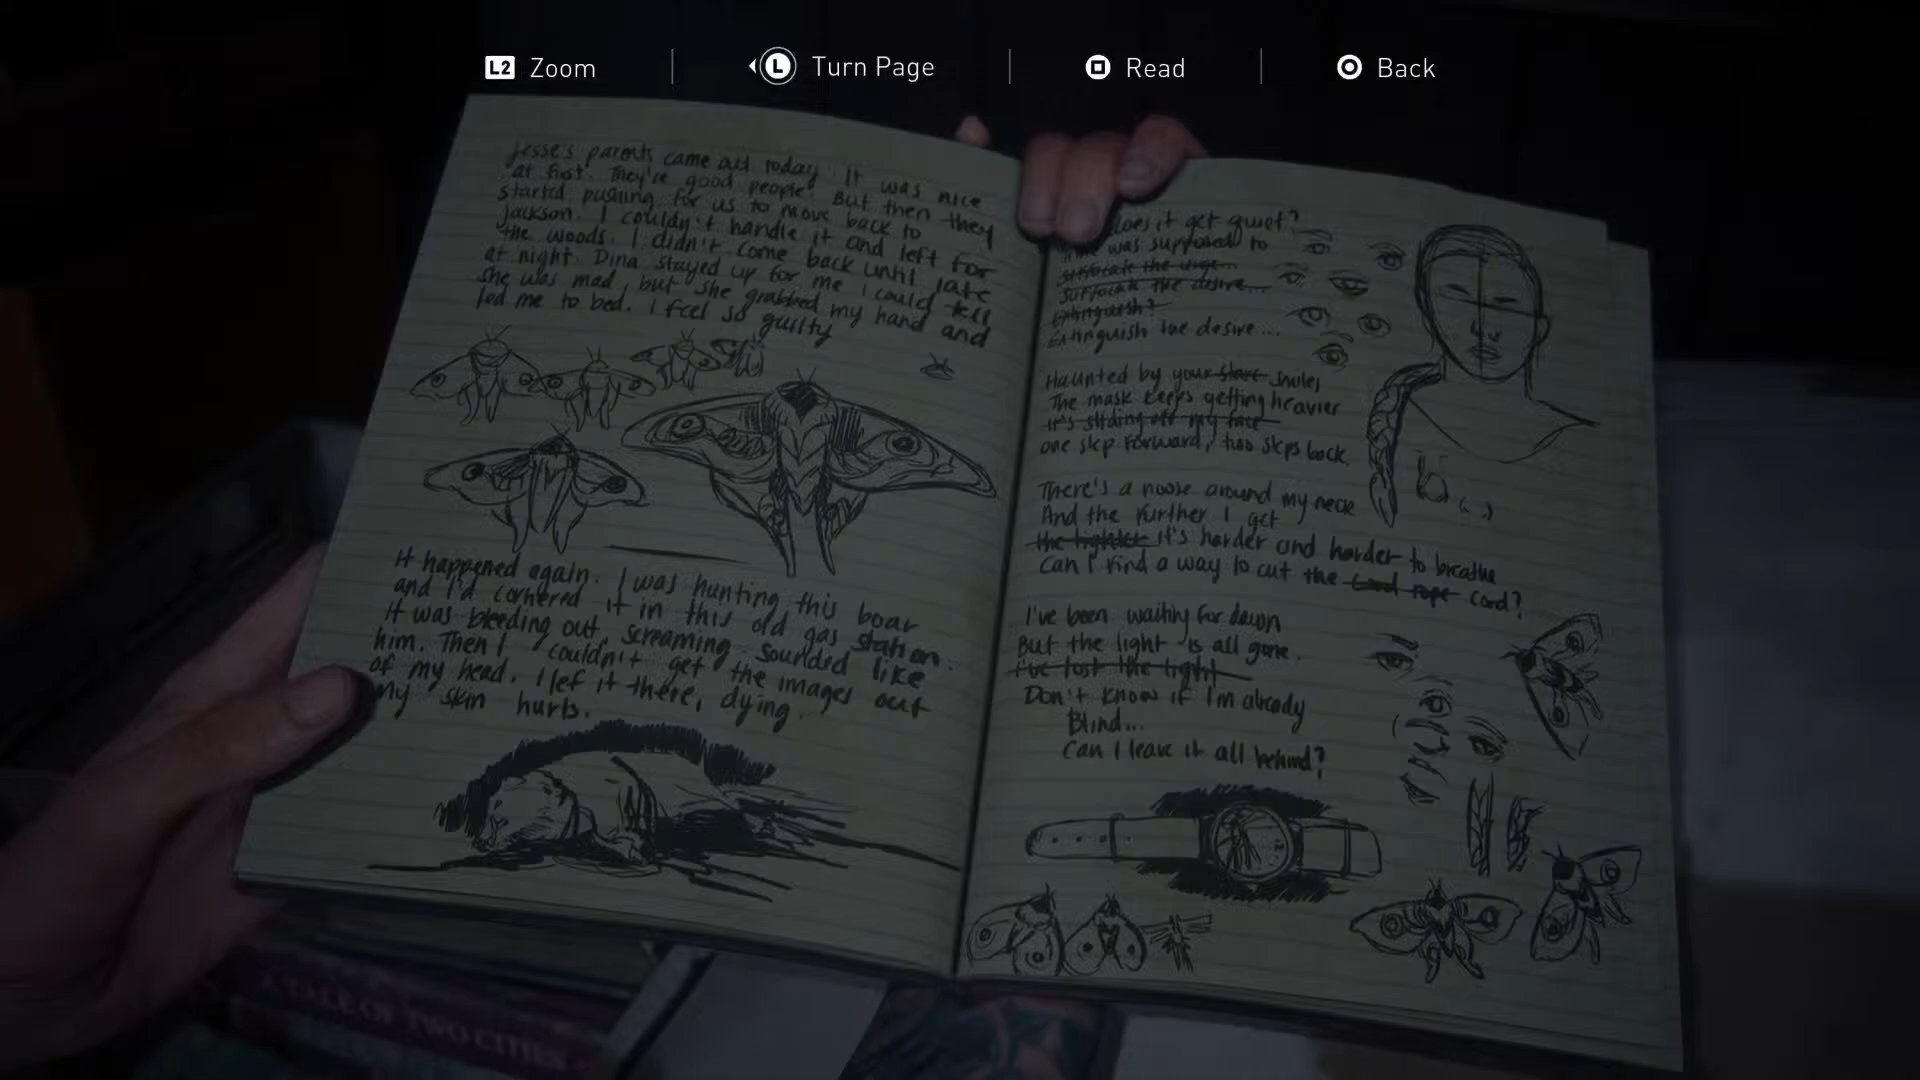 L2 Zoom
L Turn Page
Read
Back
Jesse's parents came out today It was nice
at first. They're good people. But then they
started pushing for us to move back to
Jackson. I couldn't handle it and left for
the woods. I didn't come back until late
at night. Dina stayed up for me I could tell
she was mad, but she grabbed my hand and
led me to bed. I feel so guilty
It happened again. I was hunting this boar
and I'd cornered it in this old gas station.
It was bleeding out, screaming. Sounded like
him. Then I couldn't get the images out
of my head. I lef it there, dying.
My skin hurts.
does it get quiet?
was supposed to
suffocate the urge...
suffocate the desire...
Extinguish?
Extinguish the desire...
Haunted by your stare smiles
The mask keeps getting heavier
it's sliding off my face
one step forward, two steps back.
There's a noose around my neck
And the further I get
the tighter it's harder and harder to breathe
Can I find a way to cut the cord rope cord?
I've been waiting for dawn
But the light is all gone.
I've lost the light
Don't know if I'm already
Blind...
Can I leave it all behind?
A TALE OF TWO CITIES